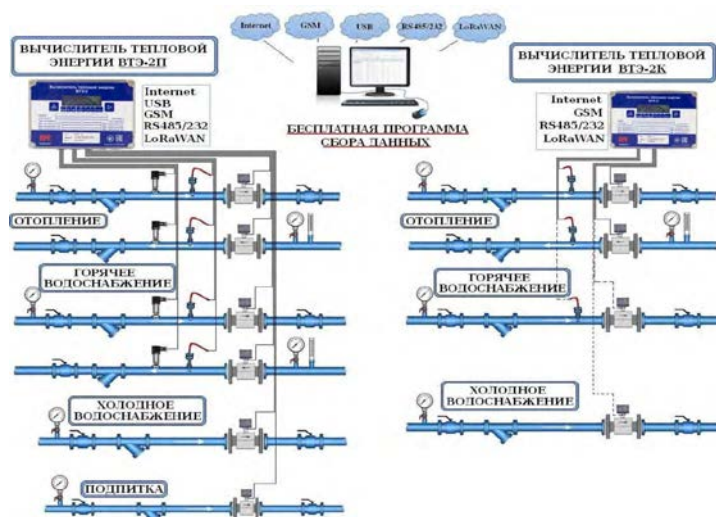 Internet
GSM
USB
RS485/232
LoRaWAN
ВЫЧИСЛИТЕЛЬ ТЕПЛОВОЙ
ЭНЕРГИИ ВТЭ-2П
Internet
USB
GSM
RS485/232
LoRaWAN
БЕСПЛАТНАЯ ПРОГРАММА
СБОРА ДАННЫХ
ВЫЧИСЛИТЕЛЬ ТЕПЛОВОЙ
ЭНЕРГИИ ВТЭ-2К
Internet
GSM
RS485/232
LoRaWAN
ОТОПЛЕНИЕ
ГОРЯЧЕЕ
ВОДОСНАБЖЕНИЕ
ХОЛОДНОЕ
ВОДОСНАБЖЕНИЕ
ПОДПИТКА
ОТОПЛЕНИЕ
ГОРЯЧЕЕ
ВОДОСНАБЖЕНИЕ
ХОЛОДНОЕ
ВОДОСНАБЖЕНИЕ